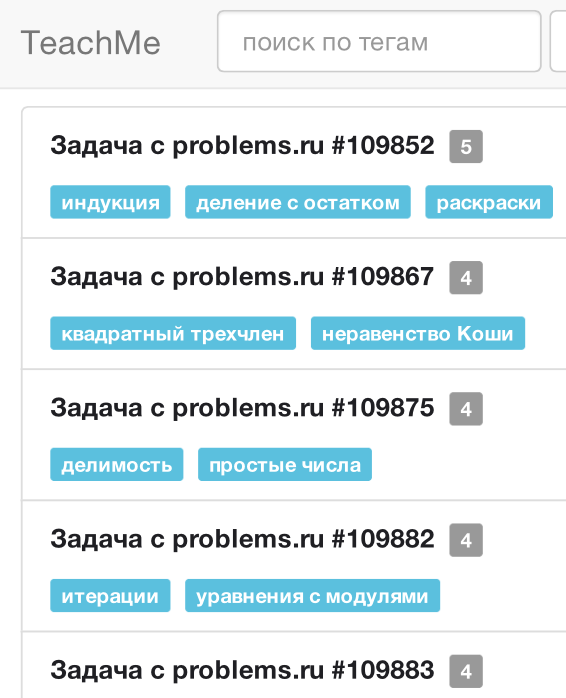 TeachMe поиск по тегам
Задача с problems.ru #109852 5
индукция деление с остатком раскраски
Задача с problems.ru #109867 4
квадратный трехчлен неравенство Коши
Задача с problems.ru #109875 4
делимость простые числа
Задача с problems.ru #109882 4
итерации уравнения с модулями
Задача с problems.ru #109883 4